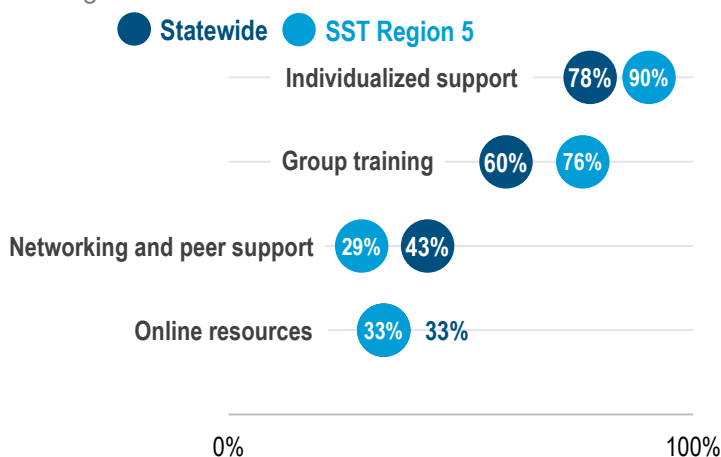 Statewide SST Region 5
Individualized support 78% 90%
Group training 60% 76%
Networking and peer support 29% 43%
Online resources 33% 33%
0% 100%